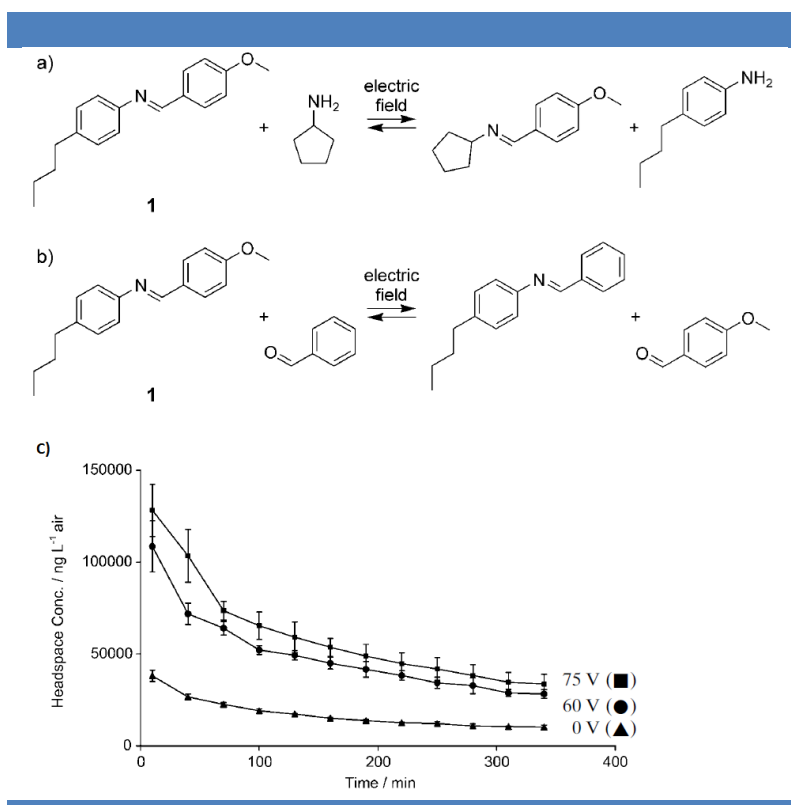 a)
O
N
NH₂
electric
field
+
O
N
+
NH₂
1
b)
O
N
electric
field
+
O
N
+
O
O
1
c)
150000
100000
50000
0
Headspace Conc. / ng L⁻¹ air
75 V (■)
60 V (●)
0 V (▲)
0
100
200
300
400
Time / min